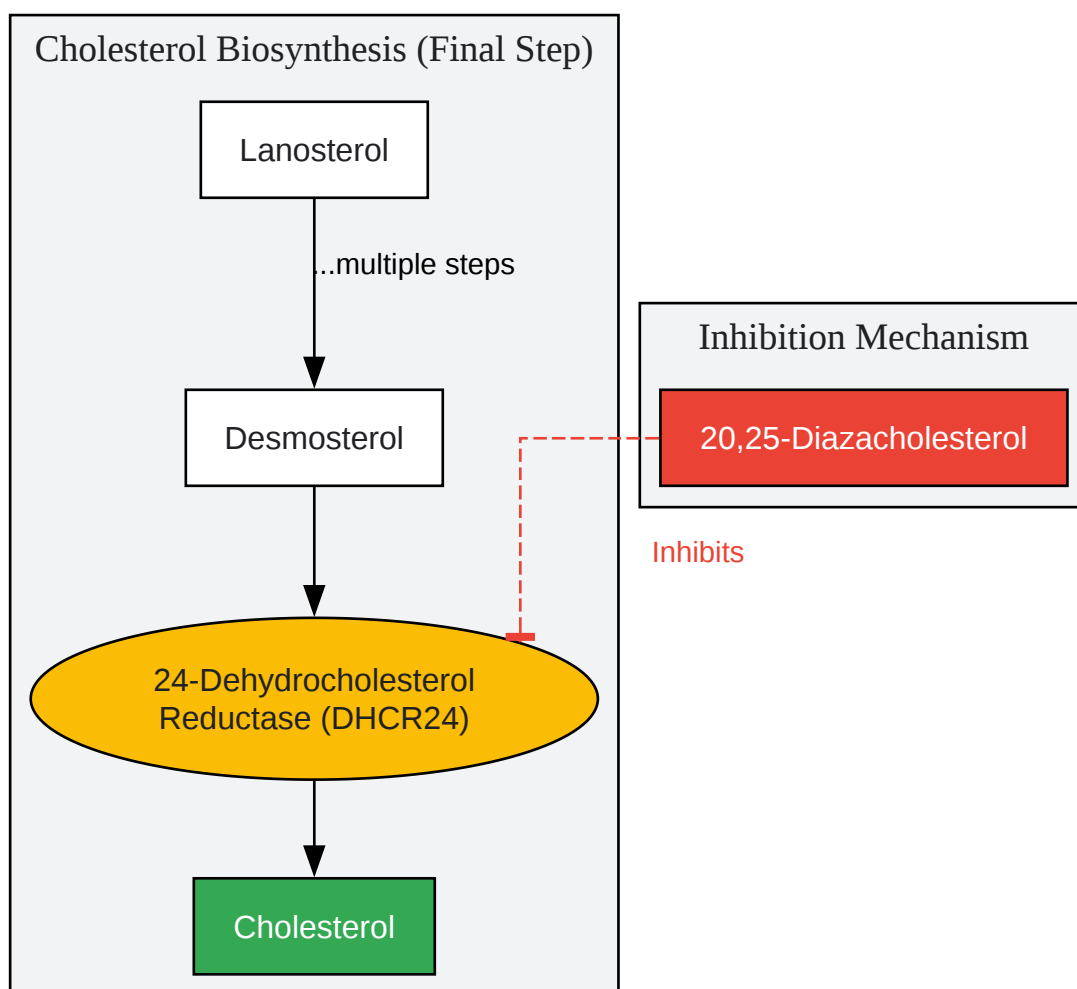 Cholesterol Biosynthesis (Final Step)
Lanosterol
...multiple steps
Inhibition Mechanism
Desmosterol
20,25-Diazacholesterol
Inhibits
24-Dehydrocholesterol
Reductase (DHCR24)
Cholesterol